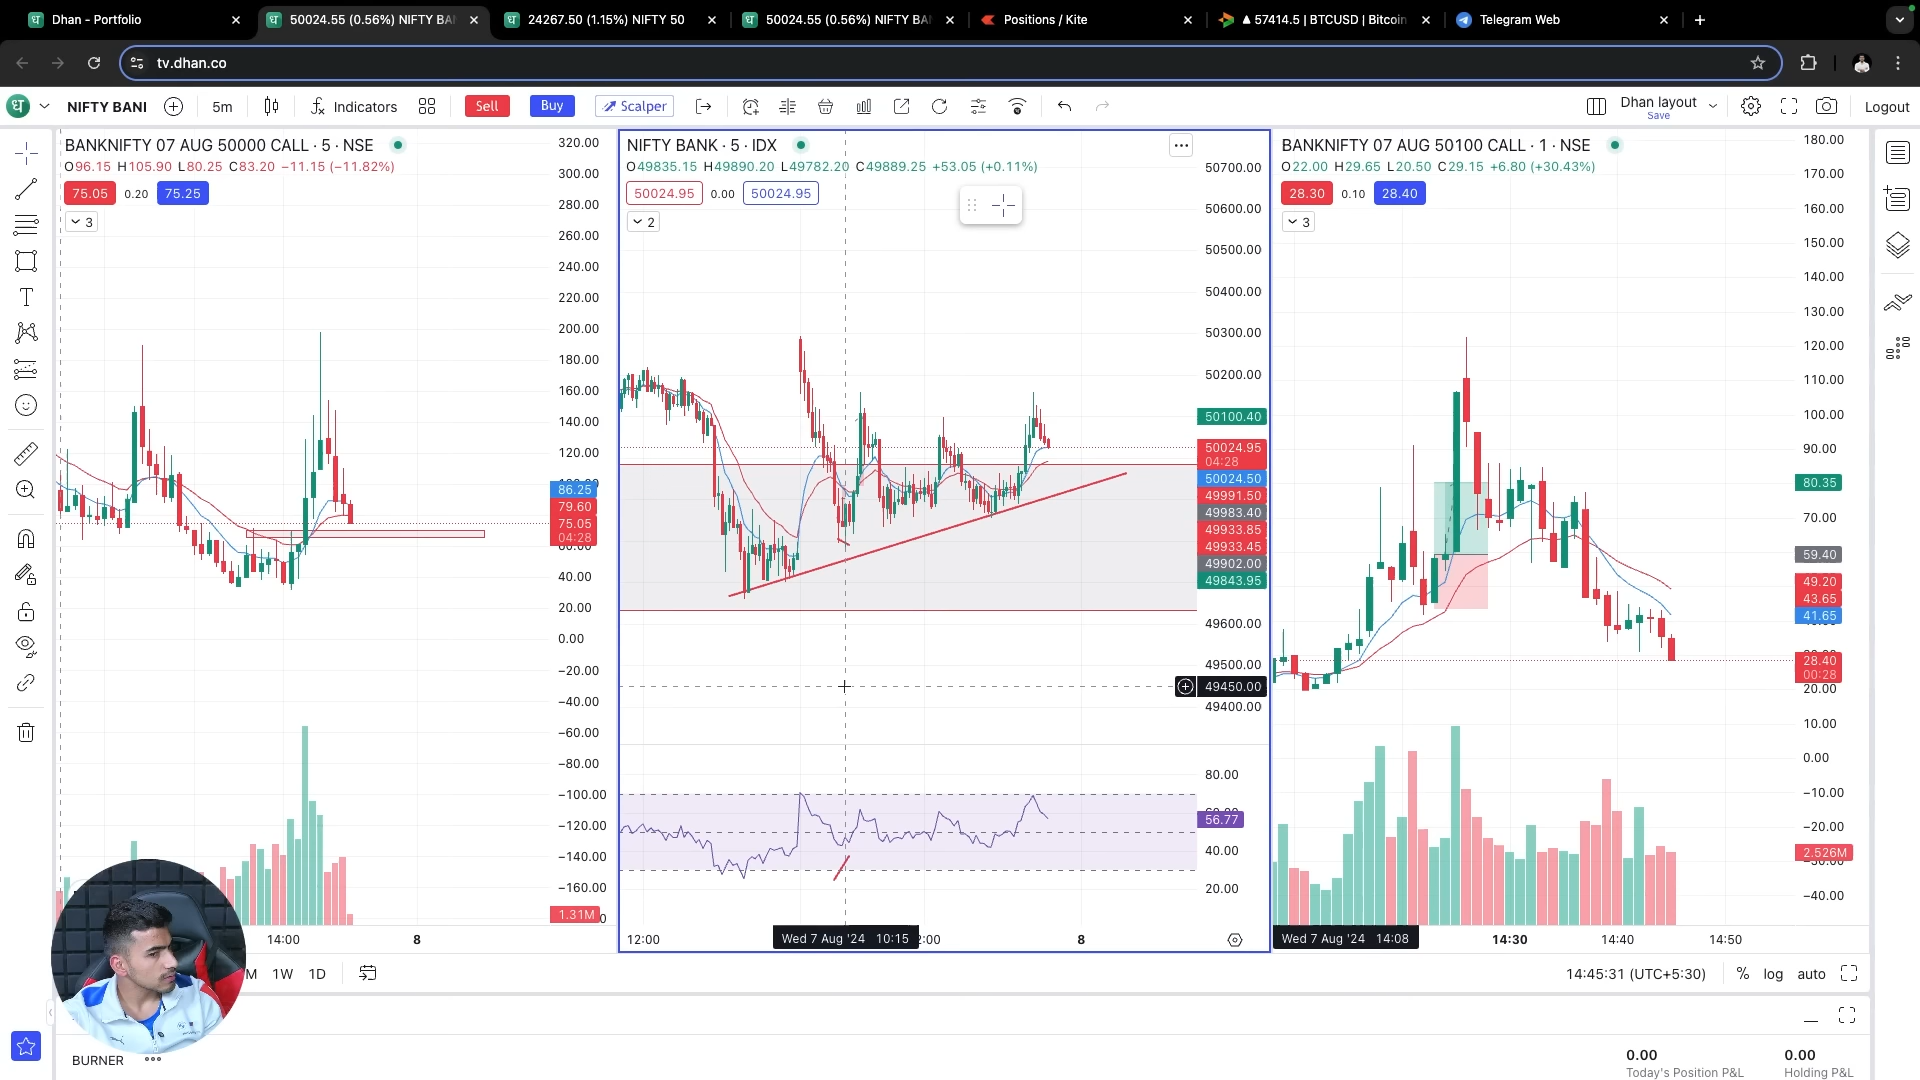 Dhan - Portfolio
50024.55 (0.56%) NIFTY BAN
24267.50 (1.15%) NIFTY 50
50024.55 (0.56%) NIFTY BAN
Positions / Kite
▲ 57414.5 | BTCUSD | Bitcoin
Telegram Web
tv.dhan.co
NIFTY BANI
5m
Indicators
Sell
Buy
Scalper
Dhan layout
Save
Logout
BANKNIFTY 07 AUG 50000 CALL · 5 · NSE
O96.15 H105.90 L80.25 C83.20 −11.15 (−11.82%)
75.05
0.20
75.25
3
320.00
300.00
280.00
260.00
240.00
220.00
200.00
180.00
160.00
140.00
120.00
86.25
79.60
75.05
04:28
40.00
20.00
0.00
−20.00
−40.00
−60.00
−80.00
−100.00
−120.00
−140.00
−160.00
1.31M
14:00
8
NIFTY BANK · 5 · IDX
O49835.15 H49890.20 L49782.20 C49889.25 +53.05 (+0.11%)
50024.95
0.00
50024.95
2
50700.00
50600.00
50500.00
50400.00
50300.00
50200.00
50100.40
50024.95
04:28
50024.50
49991.50
49983.40
49933.85
49933.45
49902.00
49843.95
49600.00
49500.00
49450.00
49400.00
80.00
56.77
40.00
20.00
12:00
Wed 7 Aug '24 10:15
2:00
8
BANKNIFTY 07 AUG 50100 CALL · 1 · NSE
O22.00 H29.65 L20.50 C29.15 +6.80 (+30.43%)
28.30
0.10
28.40
3
180.00
170.00
160.00
150.00
140.00
130.00
120.00
110.00
100.00
90.00
80.35
70.00
59.40
49.20
43.65
41.65
28.40
00:28
20.00
10.00
0.00
−10.00
−20.00
2.526M
−40.00
Wed 7 Aug '24 14:08
14:30
14:40
14:50
M
1W
1D
14:45:31 (UTC+5:30)
%
log
auto
BURNER
0.00
Today's Position P&L
0.00
Holding P&L